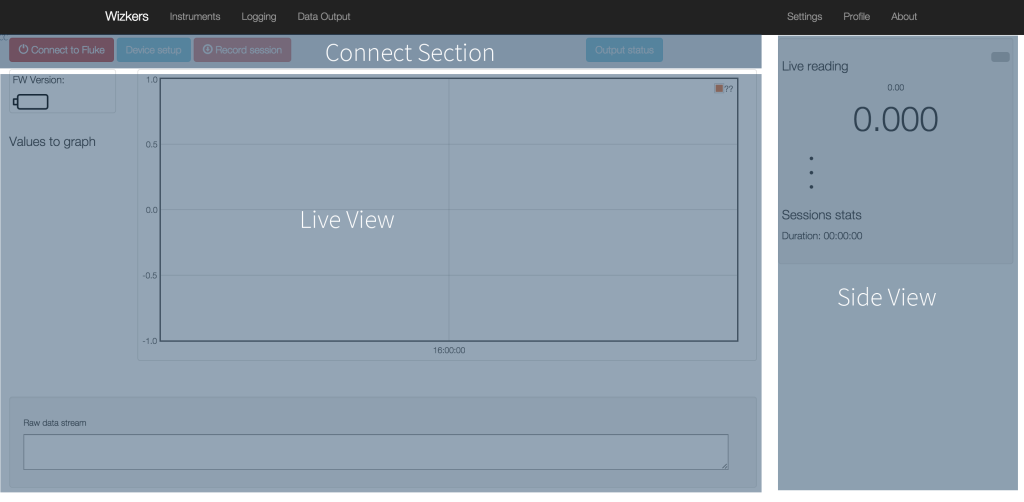 Wizkers Instruments Logging Data Output Settings Profile About
Connect to Fluke Device setup Record session Connect Section Output status
FW Version:
Values to graph
1.0
0.5
0.0
-0.5
-1.0
??
16:00:00
Live View
Raw data stream
Live reading
0.00
0.000
Sessions stats
Duration: 00:00:00
Side View